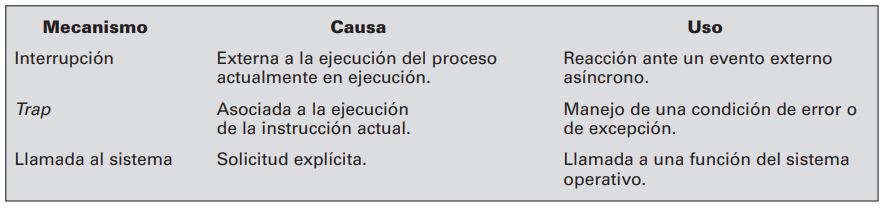 Mecanismo Causa Uso
Interrupción Externa a la ejecución del proceso Reacción ante un evento externo
actualmente en ejecución. asíncrono.
Trap Asociada a la ejecución Manejo de una condición de error o
de la instrucción actual. de excepción.
Llamada al sistema Solicitud explícita. Llamada a una función del sistema
operativo.